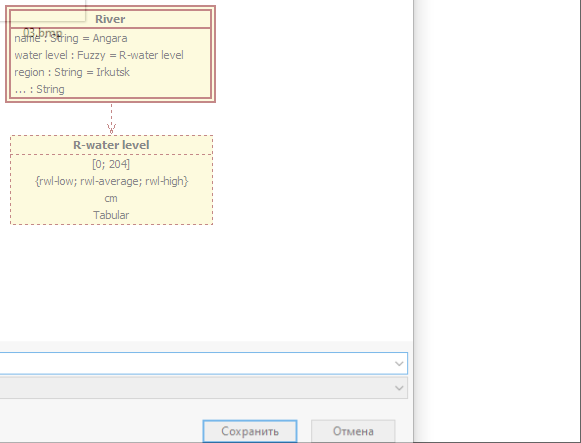 River
03.bmp
name : String = Angara
water level : Fuzzy = R-water level
region : String = Irkutsk
... : String
R-water level
[0; 204]
{rwl-low; rwl-average; rwl-high}
cm
Tabular
Сохранить
Отмена